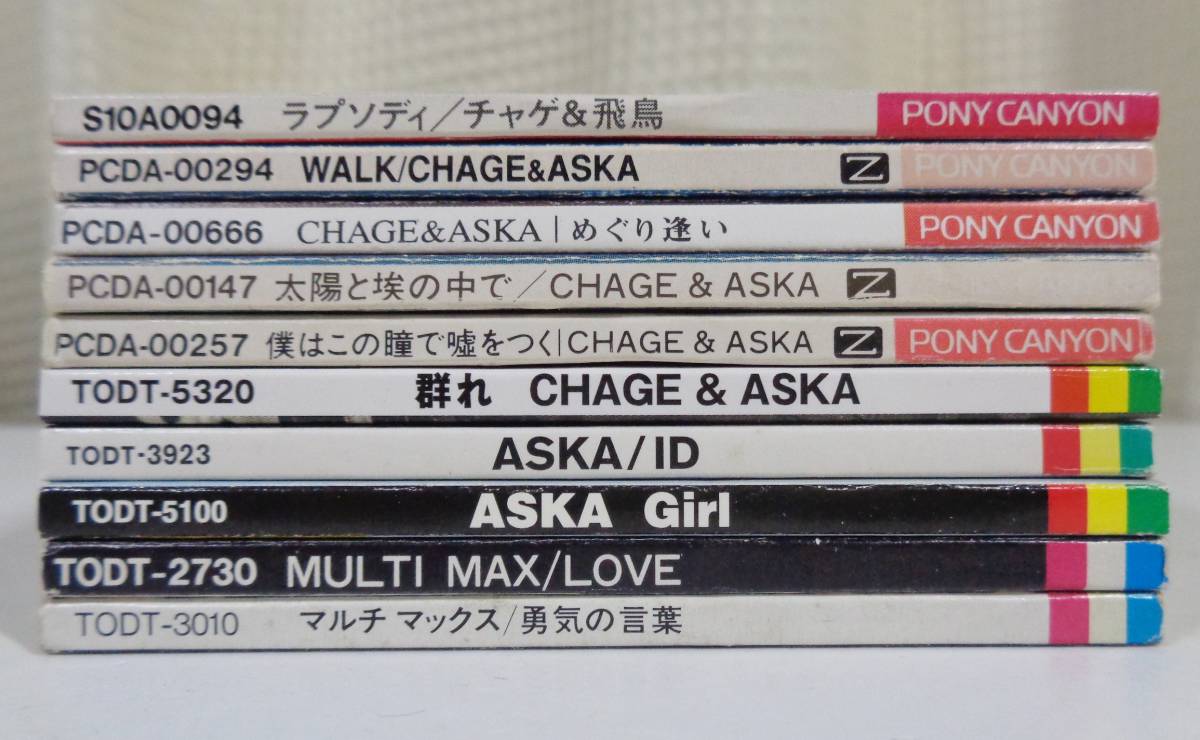 S10A0094 ラプソディ/チャゲ&飛鳥 PONY CANYON
PCDA-00294 WALK/CHAGE&ASKA Z PONY CANYON
PCDA-00666 CHAGE&ASKA|めぐり逢い PONY CANYON
PCDA-00147 太陽と埃の中で/CHAGE & ASKA Z
PCDA-00257 僕はこの瞳で嘘をつく|CHAGE & ASKA Z PONY CANYON
TODT-5320 群れ CHAGE & ASKA
TODT-3923 ASKA/ID
TODT-5100 ASKA Girl
TODT-2730 MULTI MAX/LOVE
TODT-3010 マルチ マックス/勇気の言葉